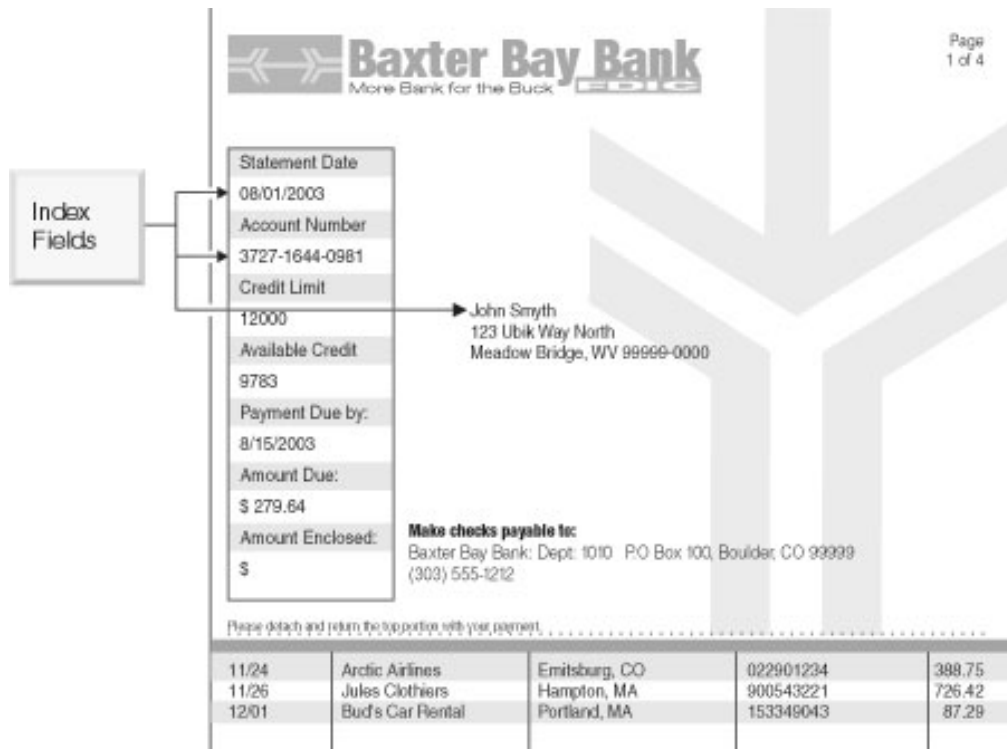 Baxter Bay Bank
More Bank for the Buck FDIC
Page
1 of 4
Index
Fields
Statement Date
08/01/2003
Account Number
3727-1644-0981
Credit Limit
12000
Available Credit
9783
Payment Due by:
8/15/2003
Amount Due:
$ 279.64
Amount Enclosed:
$
John Smyth
123 Ubik Way North
Meadow Bridge, WV 99999-0000
Make checks payable to:
Baxter Bay Bank: Dept: 1010 P.O Box 100, Boulder, CO 99999
(303) 555-1212
Please detach and return the top portion with your payment.
11/24 Arctic Airlines Emitsburg, CO 022901234 388.75
11/26 Jules Clothiers Hampton, MA 900543221 726.42
12/01 Bud's Car Rental Portland, MA 153349043 87.29